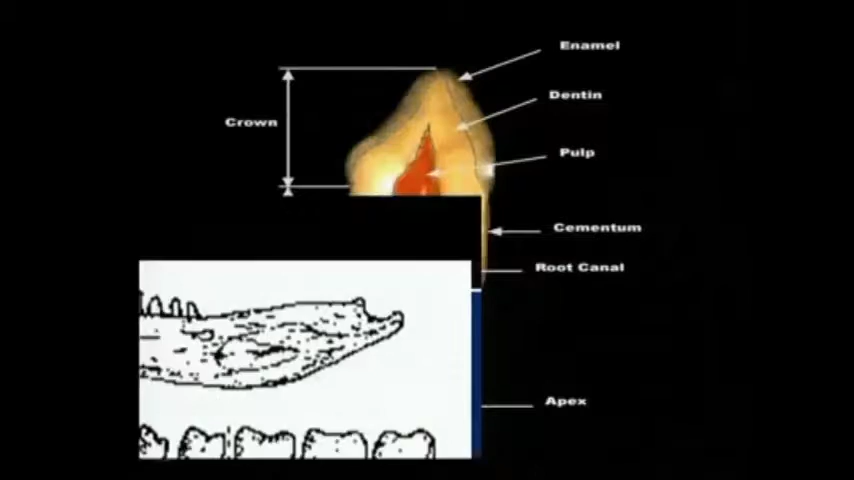 Enamel
Dentin
Crown
Pulp
Cementum
Root Canal
Apex